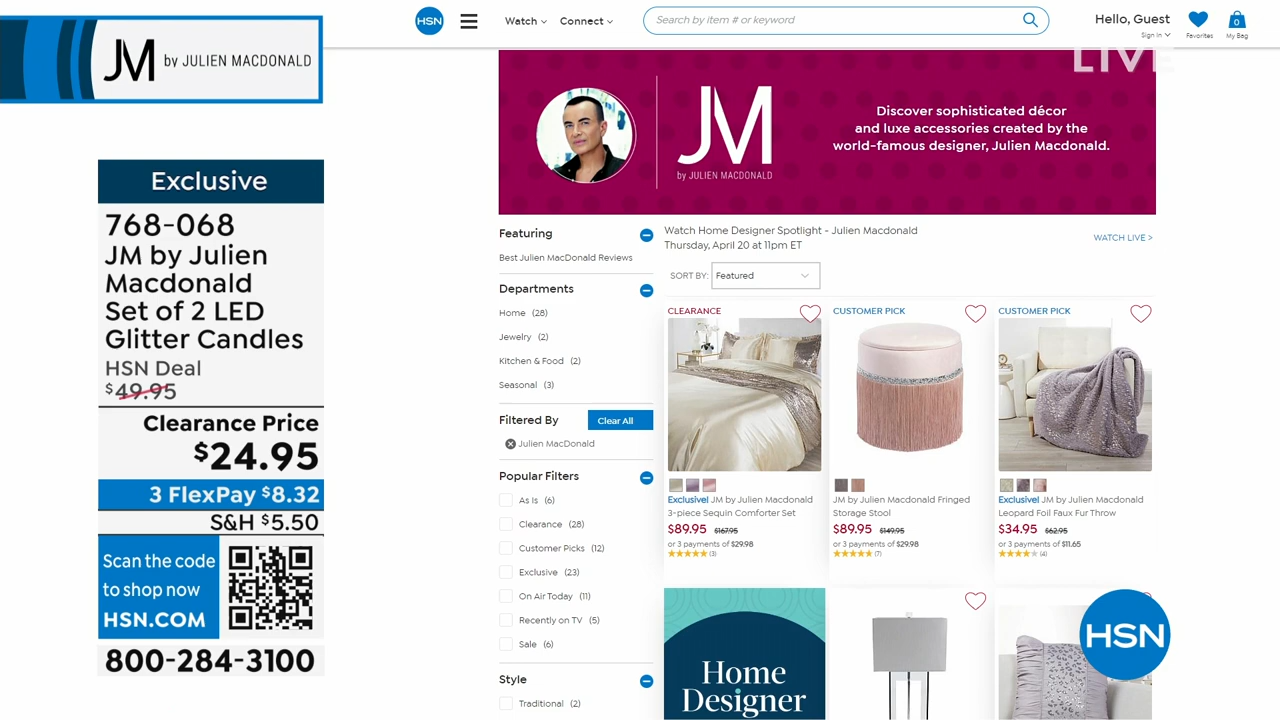 JM by JULIEN MACDONALD
Exclusive
768-068
JM by Julien
Macdonald
Set of 2 LED
Glitter Candles
HSN Deal
$49.95
Clearance Price
$24.95
3 FlexPay $8.32
S&H $5.50
Scan the code
to shop now
HSN.COM
800-284-3100
HSN
Watch
Connect
Search by item # or keyword
Hello, Guest
Sign in
Favorites
0
My Bag
LIVE
JM
by JULIEN MACDONALD
Discover sophisticated décor
and luxe accessories created by the
world-famous designer, Julien Macdonald.
Featuring
Best Julien MacDonald Reviews
Departments
Home (28)
Jewelry (2)
Kitchen & Food (2)
Seasonal (3)
Filtered By
Clear All
Julien MacDonald
Popular Filters
As Is (6)
Clearance (28)
Customer Picks (12)
Exclusive (23)
On Air Today (11)
Recently on TV (5)
Sale (6)
Style
Traditional (2)
Watch Home Designer Spotlight - Julien Macdonald
Thursday, April 20 at 11pm ET
WATCH LIVE >
SORT BY: Featured
CLEARANCE
Exclusive! JM by Julien Macdonald
3-piece Sequin Comforter Set
$89.95 $167.95
or 3 payments of $29.98
(3)
CUSTOMER PICK
JM by Julien Macdonald Fringed
Storage Stool
$89.95 $149.95
or 3 payments of $29.98
(7)
CUSTOMER PICK
Exclusive! JM by Julien Macdonald
Leopard Foil Faux Fur Throw
$34.95 $62.95
or 3 payments of $11.65
(4)
Home
Designer
HSN